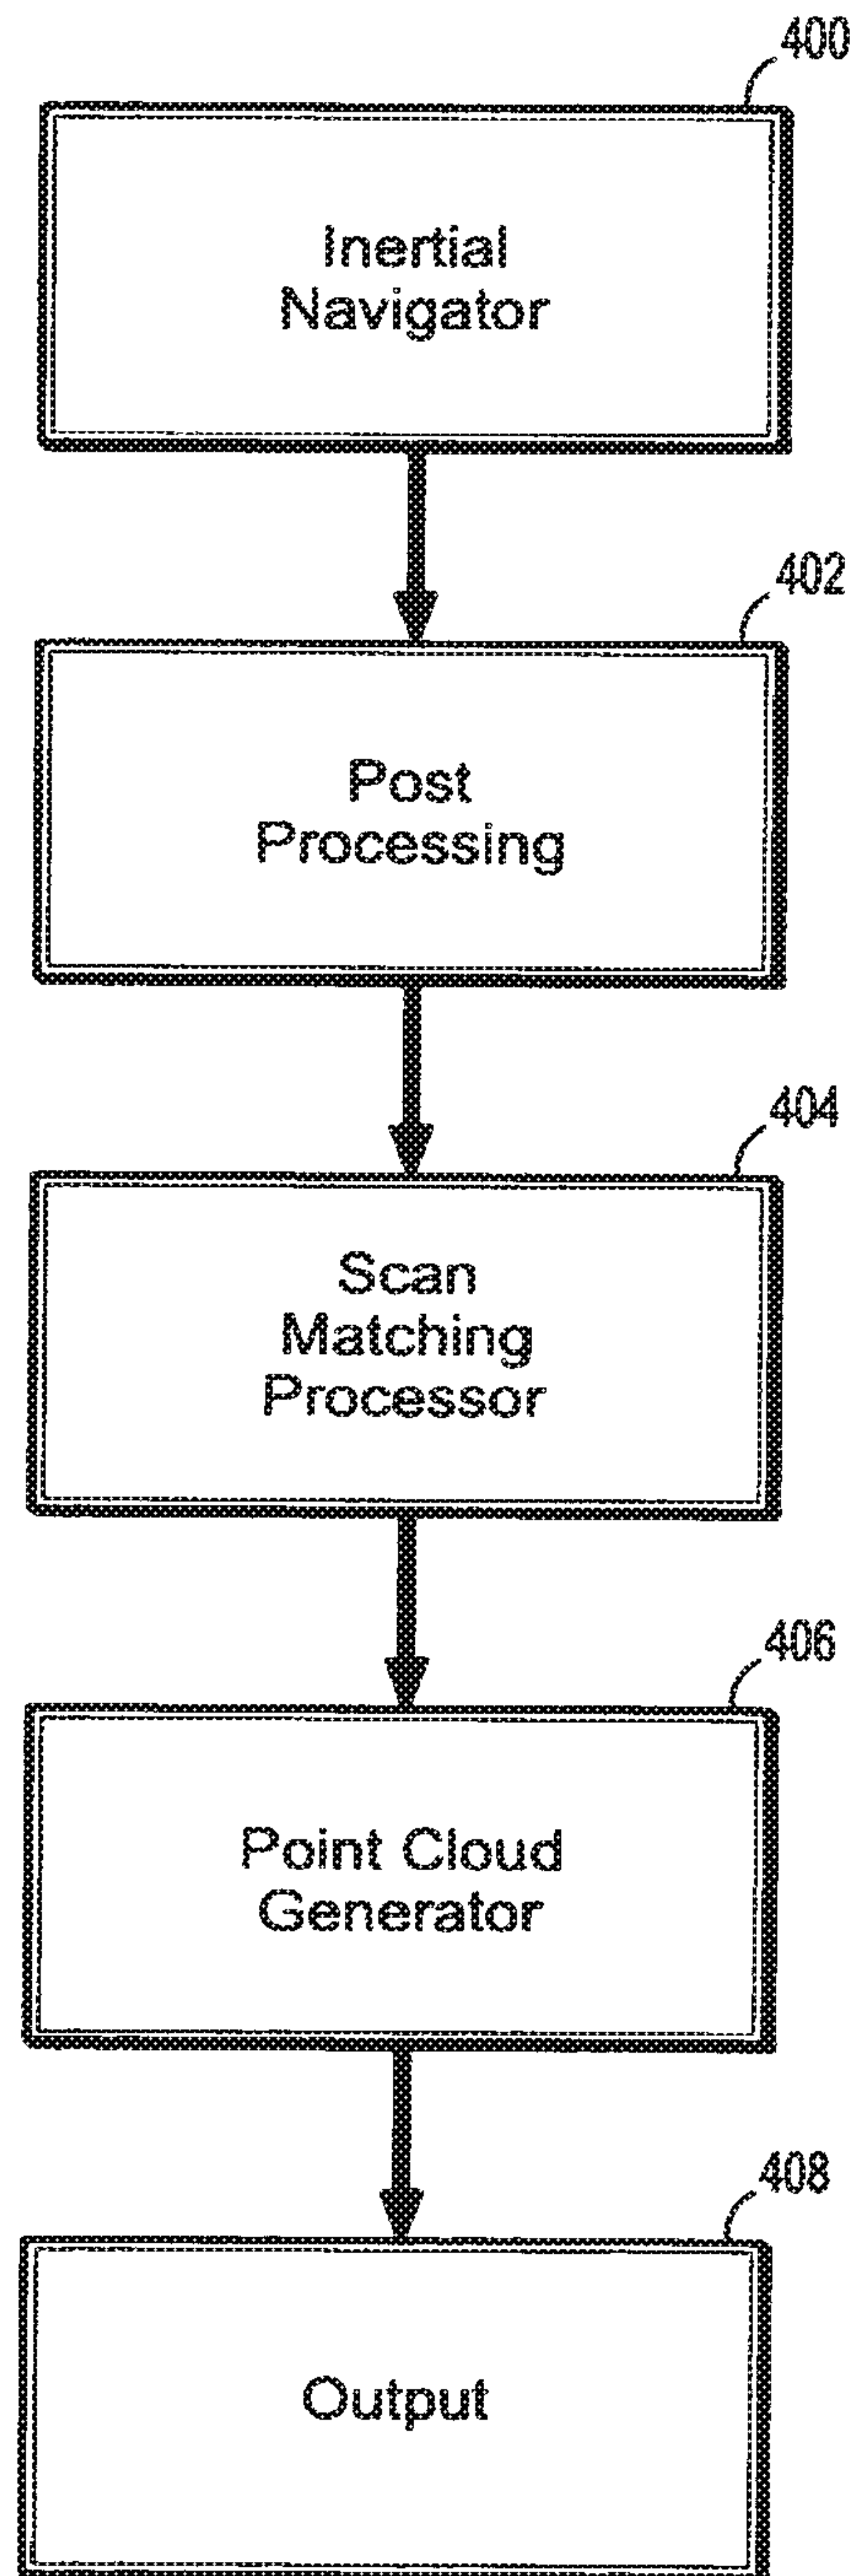 400
Inertial
Navigator
402
Post
Processing
404
Scan
Matching
Processor
406
Point Cloud
Generator
408
Output